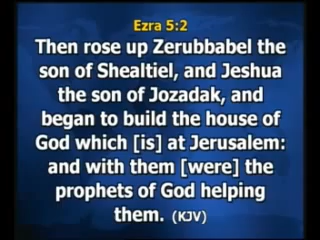 Ezra 5:2
Then rose up Zerubbabel the
son of Shealtiel, and Jeshua
the son of Jozadak, and
began to build the house of
God which [is] at Jerusalem:
and with them [were] the
prophets of God helping
them. (KJV)